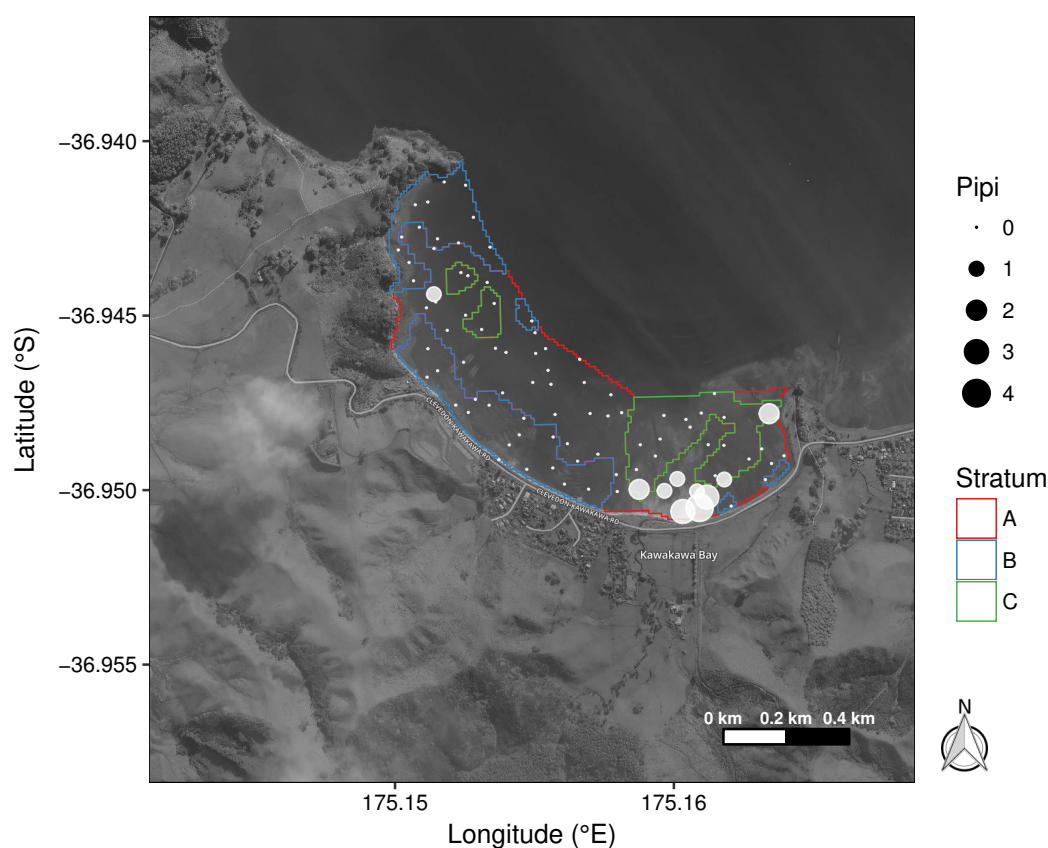 −36.940
−36.945
−36.950
−36.955
Latitude (°S)
175.15
175.16
Longitude (°E)
CLEVEDON-KAWAKAWA RD
CLEVEDON-KAWAKAWA RD
Kawakawa Bay
0 km 0.2 km 0.4 km
Pipi
0
1
2
3
4
Stratum
A
B
C
N